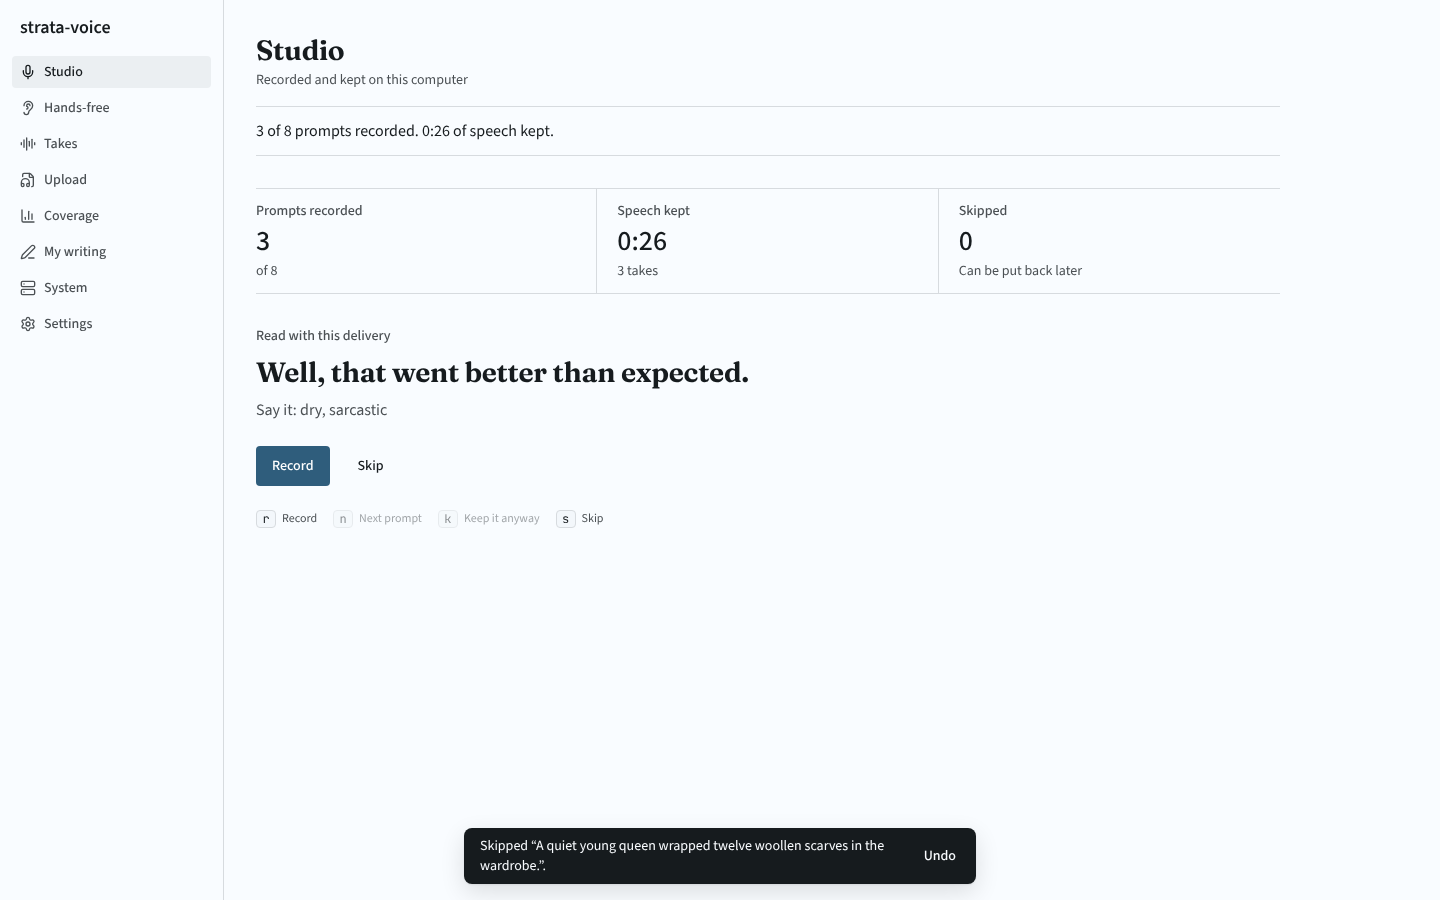 strata-voice
Studio
Hands-free
Takes
Upload
Coverage
My writing
System
Settings
Studio
Recorded and kept on this computer
3 of 8 prompts recorded. 0:26 of speech kept.
Prompts recorded
3
of 8
Speech kept
0:26
3 takes
Skipped
0
Can be put back later
Read with this delivery
Well, that went better than expected.
Say it: dry, sarcastic
Record
Skip
r Record n Next prompt k Keep it anyway s Skip
Skipped “A quiet young queen wrapped twelve woollen scarves in the
wardrobe.”.
Undo